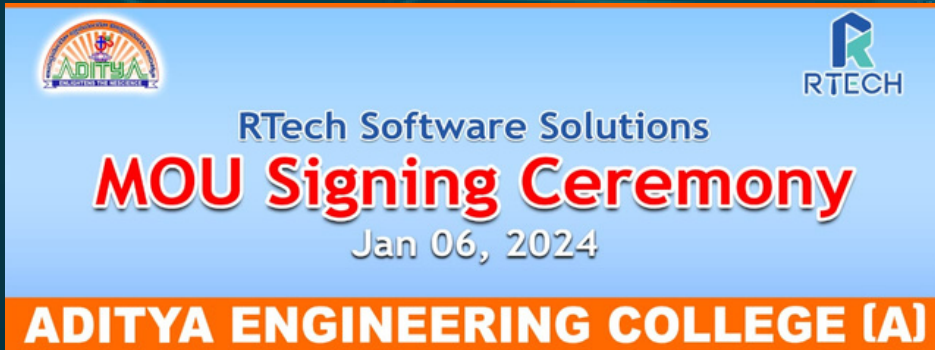 ADITYA
ENLIGHTENS THE NESCIENCE
RTECH
RTech Software Solutions
MOU Signing Ceremony
Jan 06, 2024
ADITYA ENGINEERING COLLEGE (A)